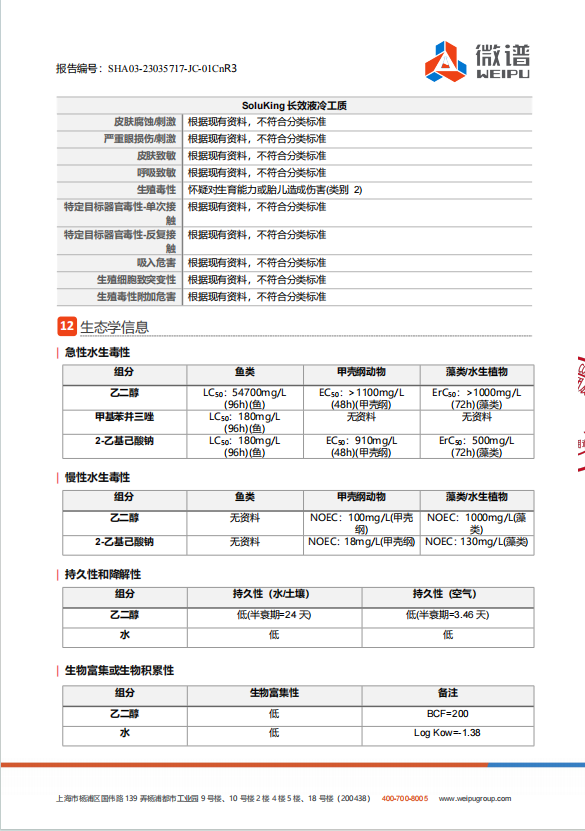 报告编号：SHA03-23035717-JC-01CnR3
微谱
WEIPU
SoluKing 长效液冷工质
皮肤腐蚀/刺激 根据现有资料，不符合分类标准
严重眼损伤/刺激 根据现有资料，不符合分类标准
皮肤致敏 根据现有资料，不符合分类标准
呼吸致敏 根据现有资料，不符合分类标准
生殖毒性 怀疑对生育能力或胎儿造成伤害(类别 2)
特定目标器官毒性-单次接 根据现有资料，不符合分类标准
触
特定目标器官毒性-反复接 根据现有资料，不符合分类标准
触
吸入危害 根据现有资料，不符合分类标准
生殖细胞致突变性 根据现有资料，不符合分类标准
生殖毒性附加危害 根据现有资料，不符合分类标准
12 生态学信息
急性水生毒性
组分 鱼类 甲壳纲动物 藻类/水生植物
乙二醇 LC₅₀：54700mg/L EC₅₀：>1100mg/L ErC₅₀：>1000mg/L
(96h)(鱼) (48h)(甲壳纲) (72h)(藻类)
甲基苯并三唑 LC₅₀：180mg/L 无资料 无资料
(96h)(鱼)
2-乙基己酸钠 LC₅₀：180mg/L EC₅₀：910mg/L ErC₅₀：500mg/L
(96h)(鱼) (48h)(甲壳纲) (72h)(藻类)
慢性水生毒性
组分 鱼类 甲壳纲动物 藻类/水生植物
乙二醇 无资料 NOEC：100mg/L(甲壳 NOEC：1000mg/L(藻
纲) 类)
2-乙基己酸钠 无资料 NOEC：18mg/L(甲壳纲) NOEC：130mg/L(藻类)
持久性和降解性
组分 持久性（水/土壤） 持久性（空气）
乙二醇 低(半衰期=24 天) 低(半衰期=3.46 天)
水 低 低
生物富集或生物积累性
组分 生物富集性 备注
乙二醇 低 BCF=200
水 低 Log Kow=-1.38
上海市杨浦区国伟路 139 弄杨浦都市工业园 9 号楼、10 号楼 2 楼 4 楼 5 楼、18 号楼（200438） 400-700-8005 www.weipugroup.com